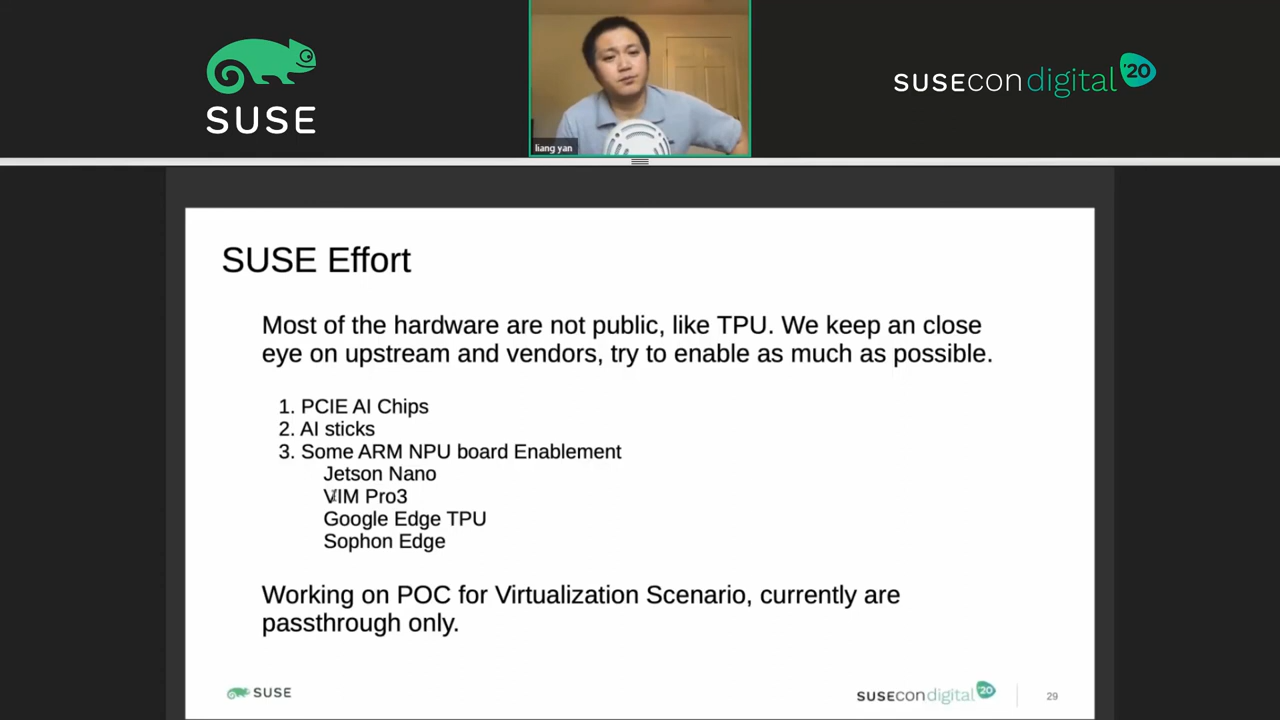 SUSE
SUSEcon digital '20
liang yan
SUSE Effort
Most of the hardware are not public, like TPU. We keep an close
eye on upstream and vendors, try to enable as much as possible.
1. PCIE AI Chips
2. AI sticks
3. Some ARM NPU board Enablement
Jetson Nano
VIM Pro3
Google Edge TPU
Sophon Edge
Working on POC for Virtualization Scenario, currently are
passthrough only.
SUSE
SUSEcon digital '20
29